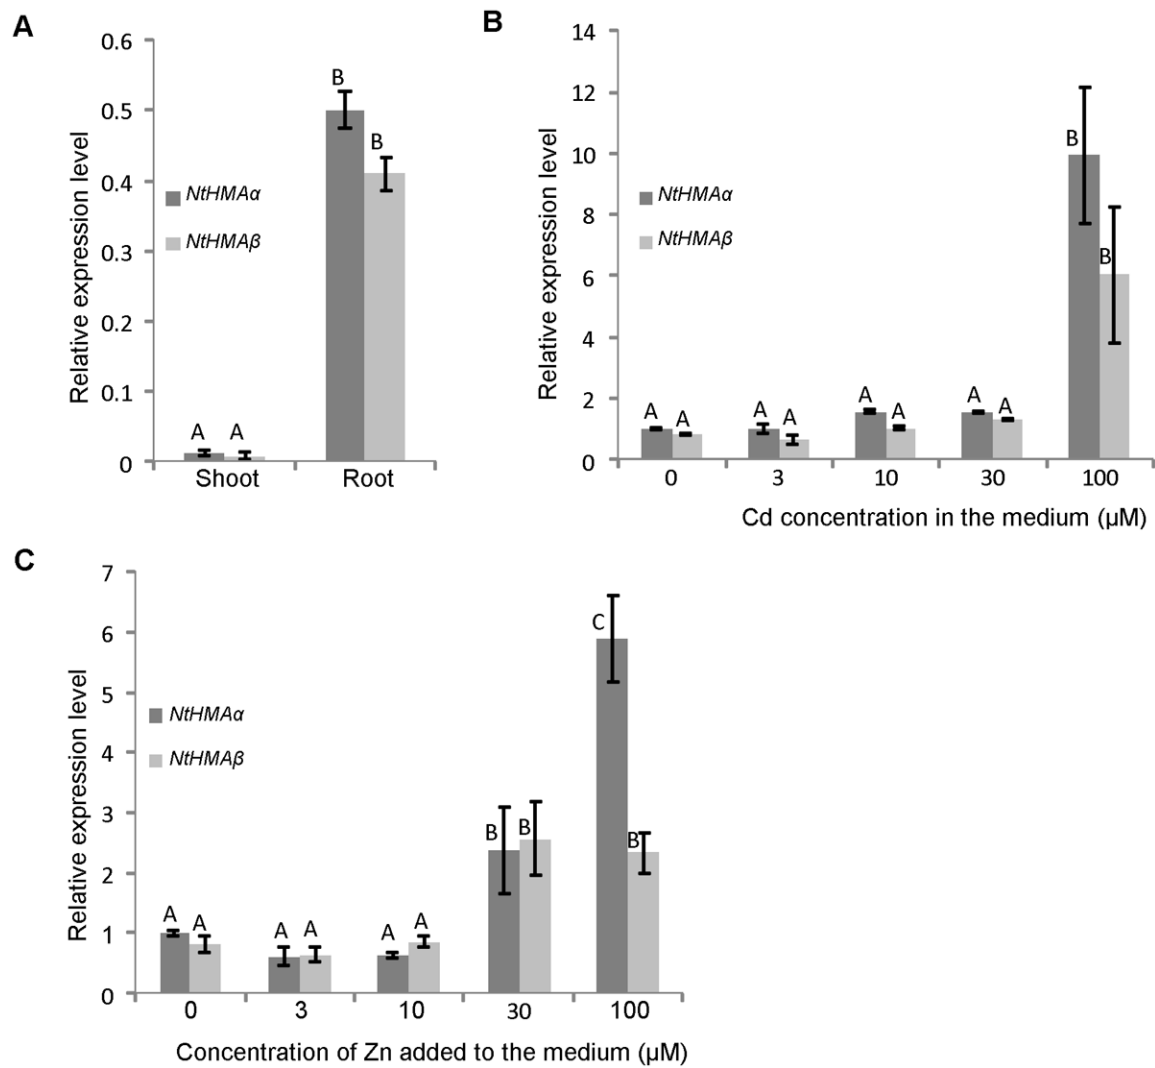 A
Relative expression level
0.6
0.5
0.4
0.3
0.2
0.1
0
NtHMAα
NtHMAβ
A A B B
Shoot Root
B
Relative expression level
14
12
10
8
6
4
2
0
NtHMAα
NtHMAβ
A A A A A A A A B B
0 3 10 30 100
Cd concentration in the medium (µM)
C
Relative expression level
7
6
5
4
3
2
1
0
NtHMAα
NtHMAβ
A A A A A A B B C B
0 3 10 30 100
Concentration of Zn added to the medium (µM)